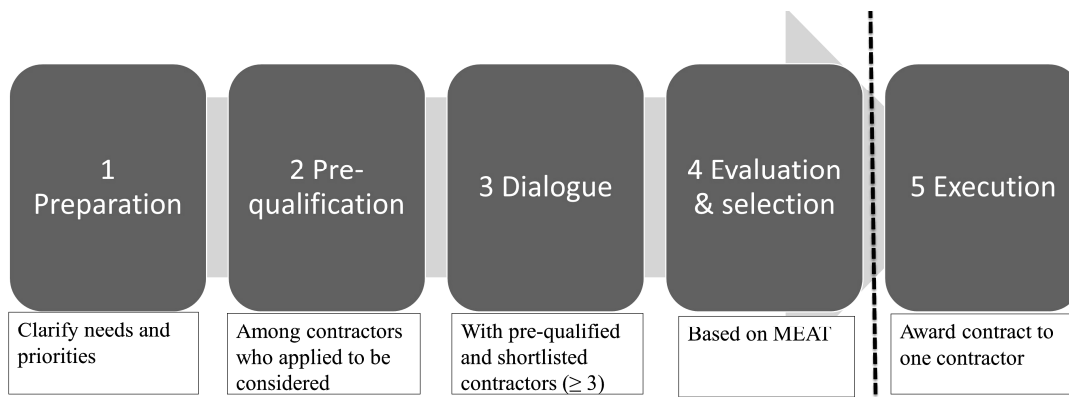 1
Preparation
2 Pre-
qualification
3 Dialogue
4 Evaluation
& selection
5 Execution
Clarify needs and
priorities
Among contractors
who applied to be
considered
With pre-qualified
and shortlisted
contractors (≥ 3)
Based on MEAT
Award contract to
one contractor